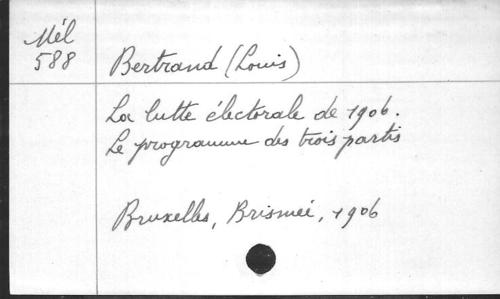 Mél
588
Bertrand (Louis)
La lutte électorale de 1906.
Le programme des trois partis
Bruxelles, Brismée, 1906